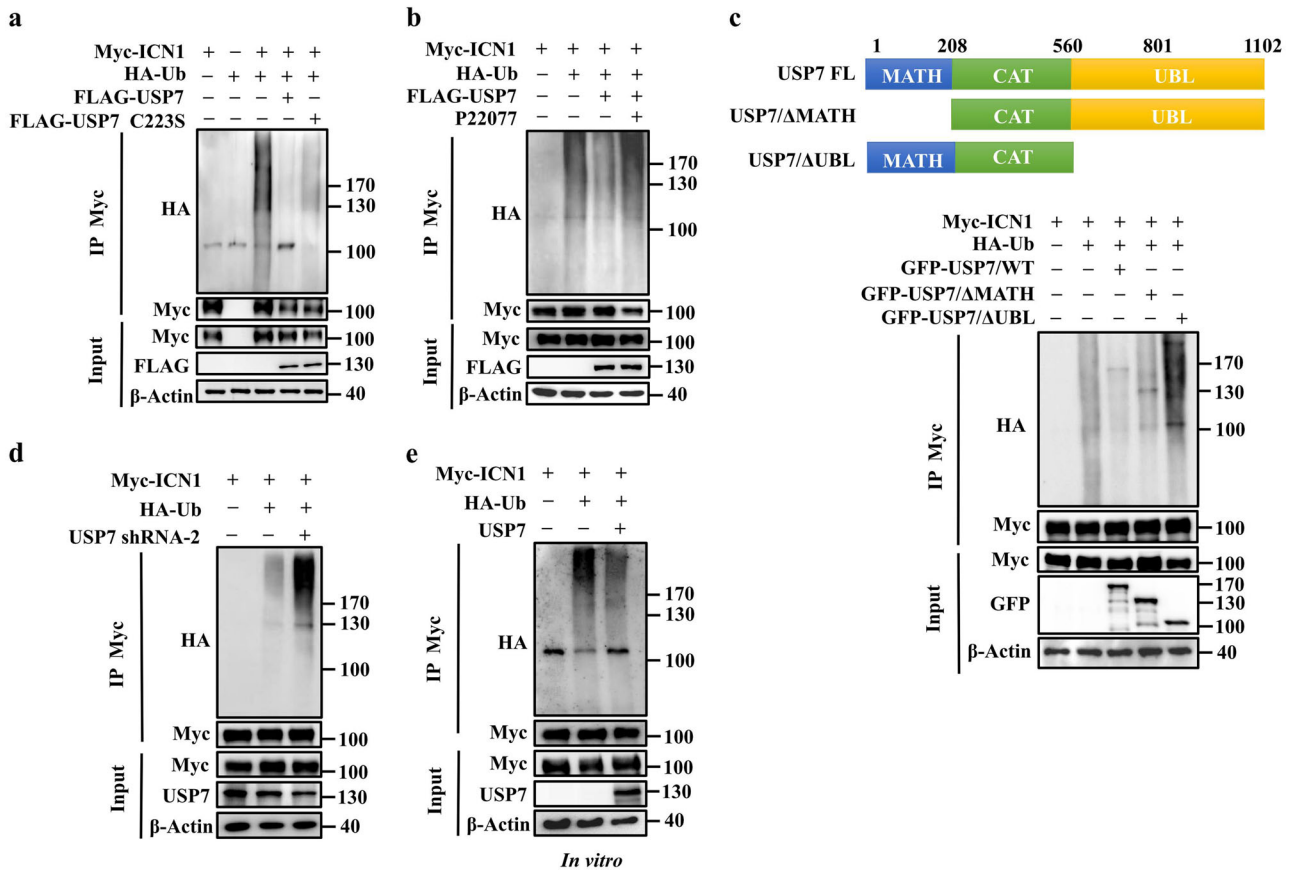 a
Myc-ICN1 + − + + +
HA-Ub − + + + +
FLAG-USP7 − − − + −
FLAG-USP7 C223S − − − − +
IP Myc
HA
170
130
100
Myc 100
Input
Myc 100
FLAG 130
β-Actin 40
b
Myc-ICN1 + + + +
HA-Ub − + + +
FLAG-USP7 − − + +
P22077 − − − +
IP Myc
HA
170
130
100
Myc 100
Input
Myc 100
FLAG 130
β-Actin 40
c
1 208 560 801 1102
USP7 FL MATH CAT UBL
USP7/ΔMATH CAT UBL
USP7/ΔUBL MATH CAT
Myc-ICN1 + + + + +
HA-Ub − + + + +
GFP-USP7/WT − − + − −
GFP-USP7/ΔMATH − − − + −
GFP-USP7/ΔUBL − − − − +
IP Myc
HA
170
130
100
Myc 100
Input
Myc 100
GFP
170
130
100
β-Actin 40
d
Myc-ICN1 + + +
HA-Ub − + +
USP7 shRNA-2 − − +
IP Myc
HA
170
130
100
Myc 100
Input
Myc 100
USP7 130
β-Actin 40
e
Myc-ICN1 + + +
HA-Ub − + +
USP7 − − +
IP Myc
HA
170
130
100
Myc 100
Input
Myc 100
USP7 130
β-Actin 40
In vitro